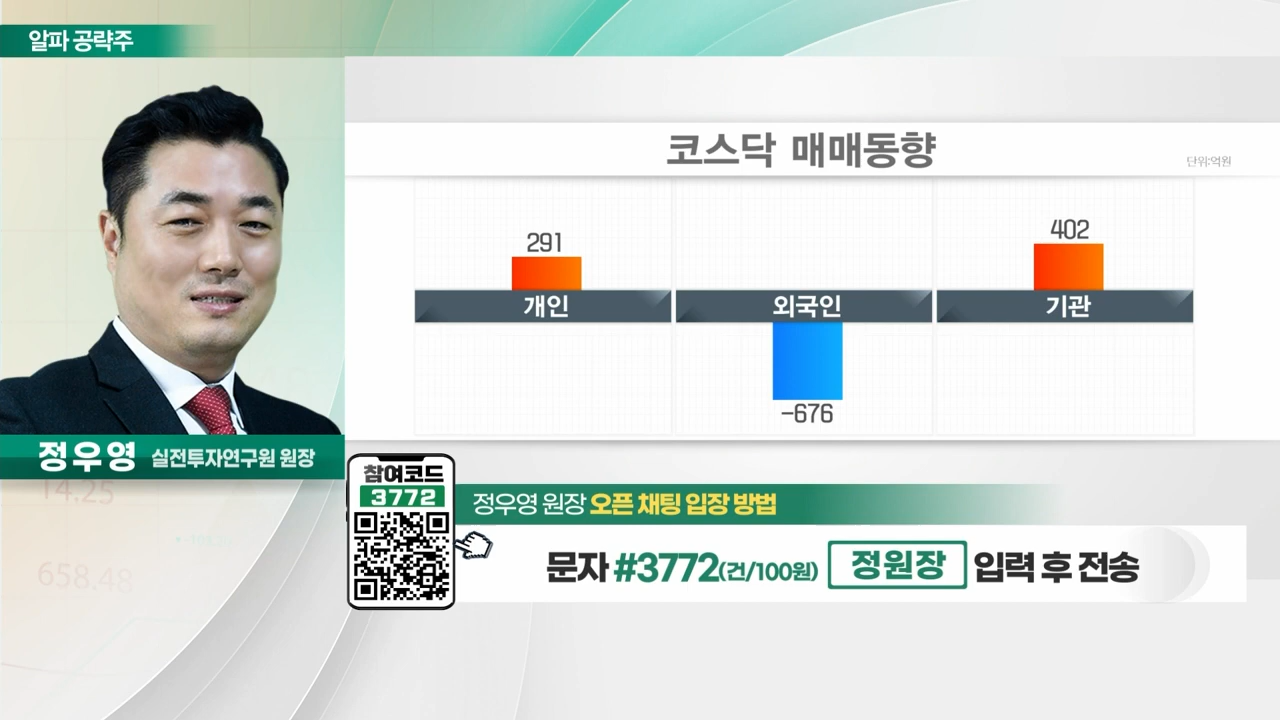 알파 공략주
코스닥 매매동향
단위:억원
291
402
개인
외국인
기관
-676
정우영 실전투자연구원 원장
14.25
658.48
참여코드
3772
정우영 원장 오픈 채팅 입장 방법
문자 #3772(건/100원) 정원장 입력 후 전송